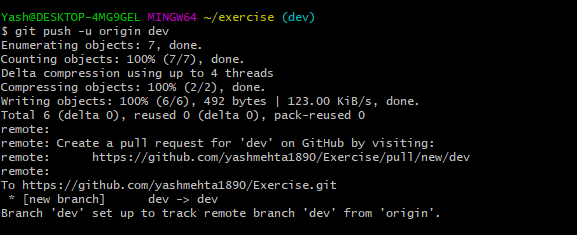 Yash@DESKTOP-4MG9GEL MINGW64 ~/exercise (dev)
$ git push -u origin dev
Enumerating objects: 7, done.
Counting objects: 100% (7/7), done.
Delta compression using up to 4 threads
Compressing objects: 100% (2/2), done.
Writing objects: 100% (6/6), 492 bytes | 123.00 KiB/s, done.
Total 6 (delta 0), reused 0 (delta 0), pack-reused 0
remote:
remote: Create a pull request for 'dev' on GitHub by visiting:
remote:      https://github.com/yashmehta1890/Exercise/pull/new/dev
remote:
To https://github.com/yashmehta1890/Exercise.git
 * [new branch]      dev -> dev
Branch 'dev' set up to track remote branch 'dev' from 'origin'.